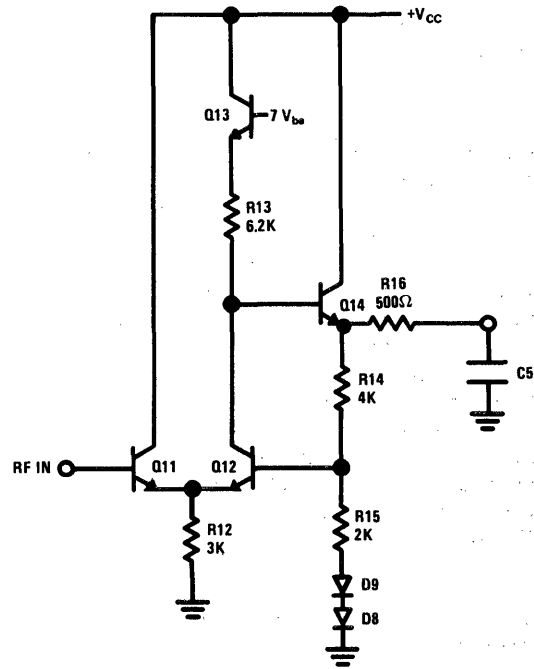 +VCC
Q13
7 Vbe
R13
6.2K
R16
500Ω
Q14
C5
R14
4K
RF IN
Q11
Q12
R12
3K
R15
2K
D9
D8